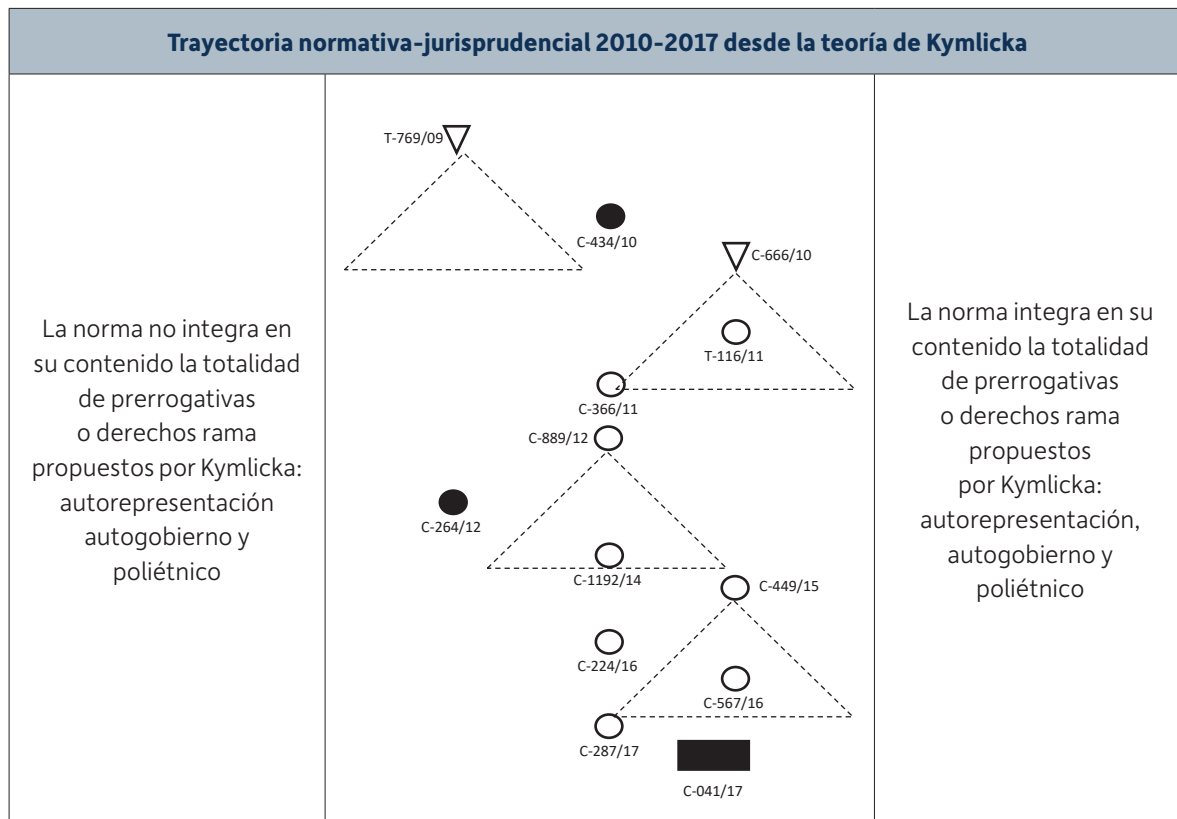 Trayectoria normativa-jurisprudencial 2010-2017 desde la teoría de Kymlicka
La norma no integra en
su contenido la totalidad
de prerrogativas
o derechos rama
propuestos por Kymlicka:
autorepresentación
autogobierno y
poliétnico
T-769/09
C-434/10
C-666/10
T-116/11
C-366/11
C-889/12
C-264/12
C-1192/14
C-449/15
C-224/16
C-567/16
C-287/17
C-041/17
La norma integra en su
contenido la totalidad
de prerrogativas
o derechos rama
propuestos
por Kymlicka:
autorepresentación,
autogobierno y
poliétnico